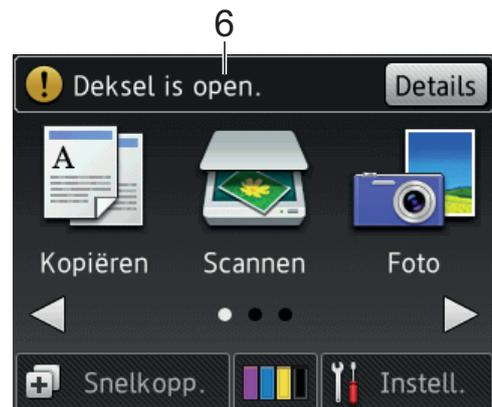 6
Deksel is open. Details
A
Kopiëren Scannen Foto
Snelkopp. Instell.